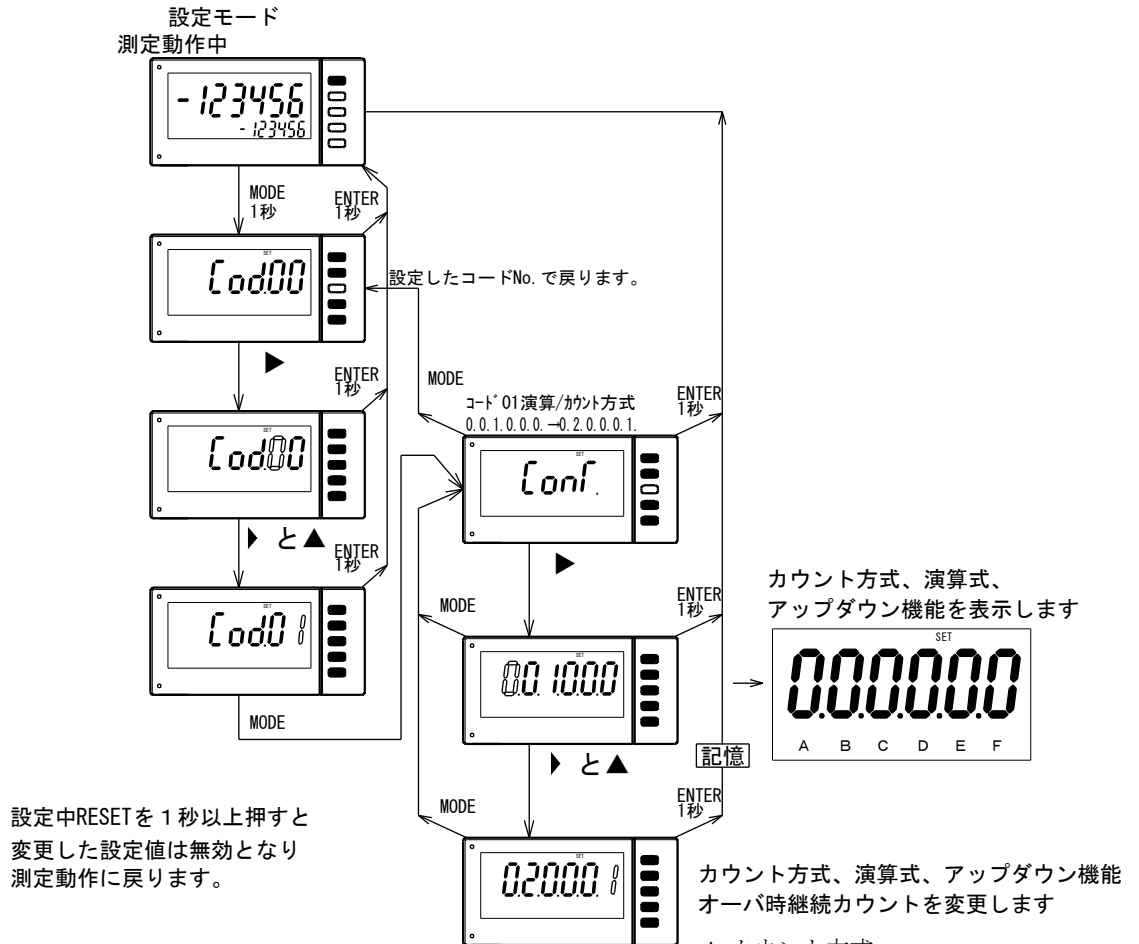 設定モード
測定動作中
-123456
-123456
MODE
1秒
ENTER
1秒
SET
Cod.00
設定したコードNo.で戻ります。
▶
ENTER
1秒
MODE
SET
Cod.00
コード01演算/カウント方式
0.0.1.0.0.0.→0.2.0.0.0.1.
ENTER
1秒
SET
ConT.
▶と▲
ENTER
1秒
▶
SET
Cod.01
MODE
MODE
ENTER
1秒
カウント方式、演算式、
アップダウン機能を表示します
SET
0.0.1.0.0.0
SET
0.0.0.0.0.0
A B C D E F
▶と▲
記憶
MODE
ENTER
1秒
設定中RESETを1秒以上押すと
変更した設定値は無効となり
測定動作に戻ります。
SET
0.2.0.0.0.1
カウント方式、演算式、アップダウン機能
オーバ時継続カウントを変更します